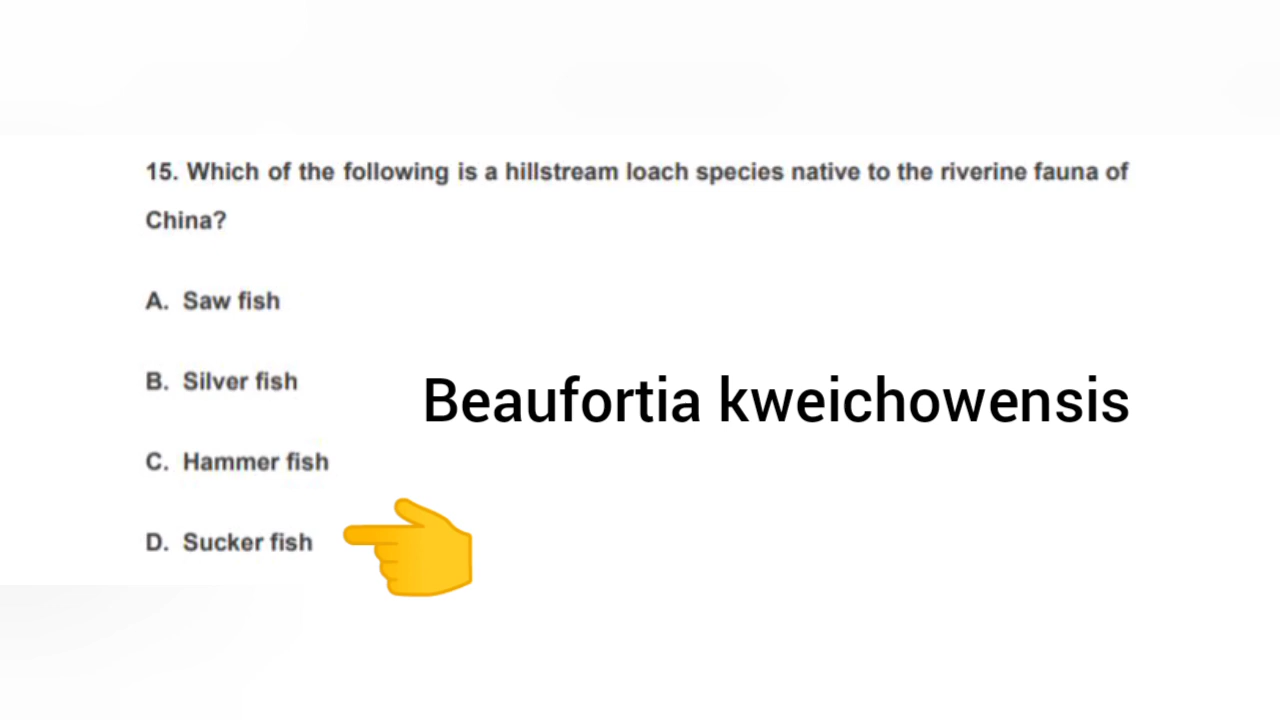 15. Which of the following is a hillstream loach species native to the riverine fauna of
China?
A. Saw fish
B. Silver fish
Beaufortia kweichowensis
C. Hammer fish
D. Sucker fish